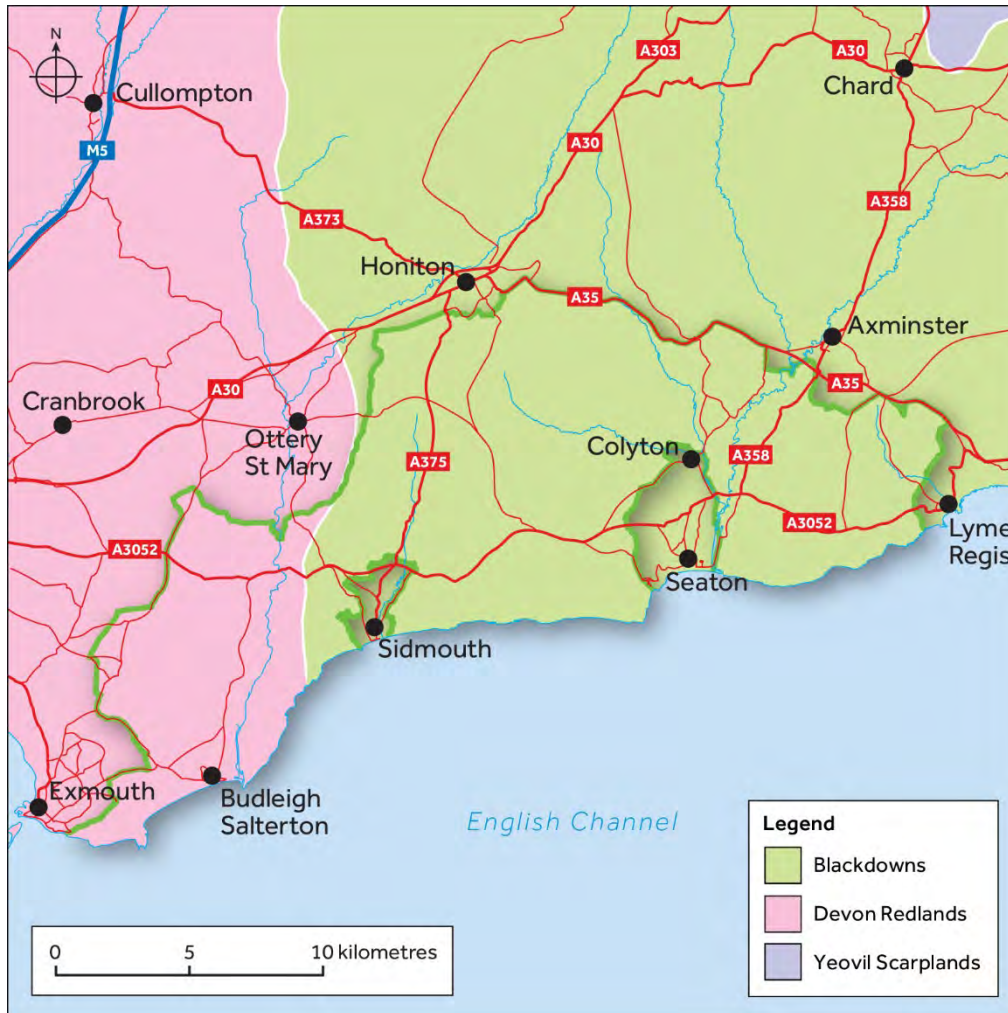 N
A303
A30
Chard
Cullompton
M5
A30
A373
A358
Honiton
A35
Axminster
A30
A35
Cranbrook
Ottery
St Mary
Colyton
A375
A358
A3052
Lyme
Regis
A3052
Seaton
Sidmouth
Exmouth
Budleigh
Salterton
English Channel
Legend
Blackdowns
Devon Redlands
Yeovil Scarplands
0 5 10 kilometres